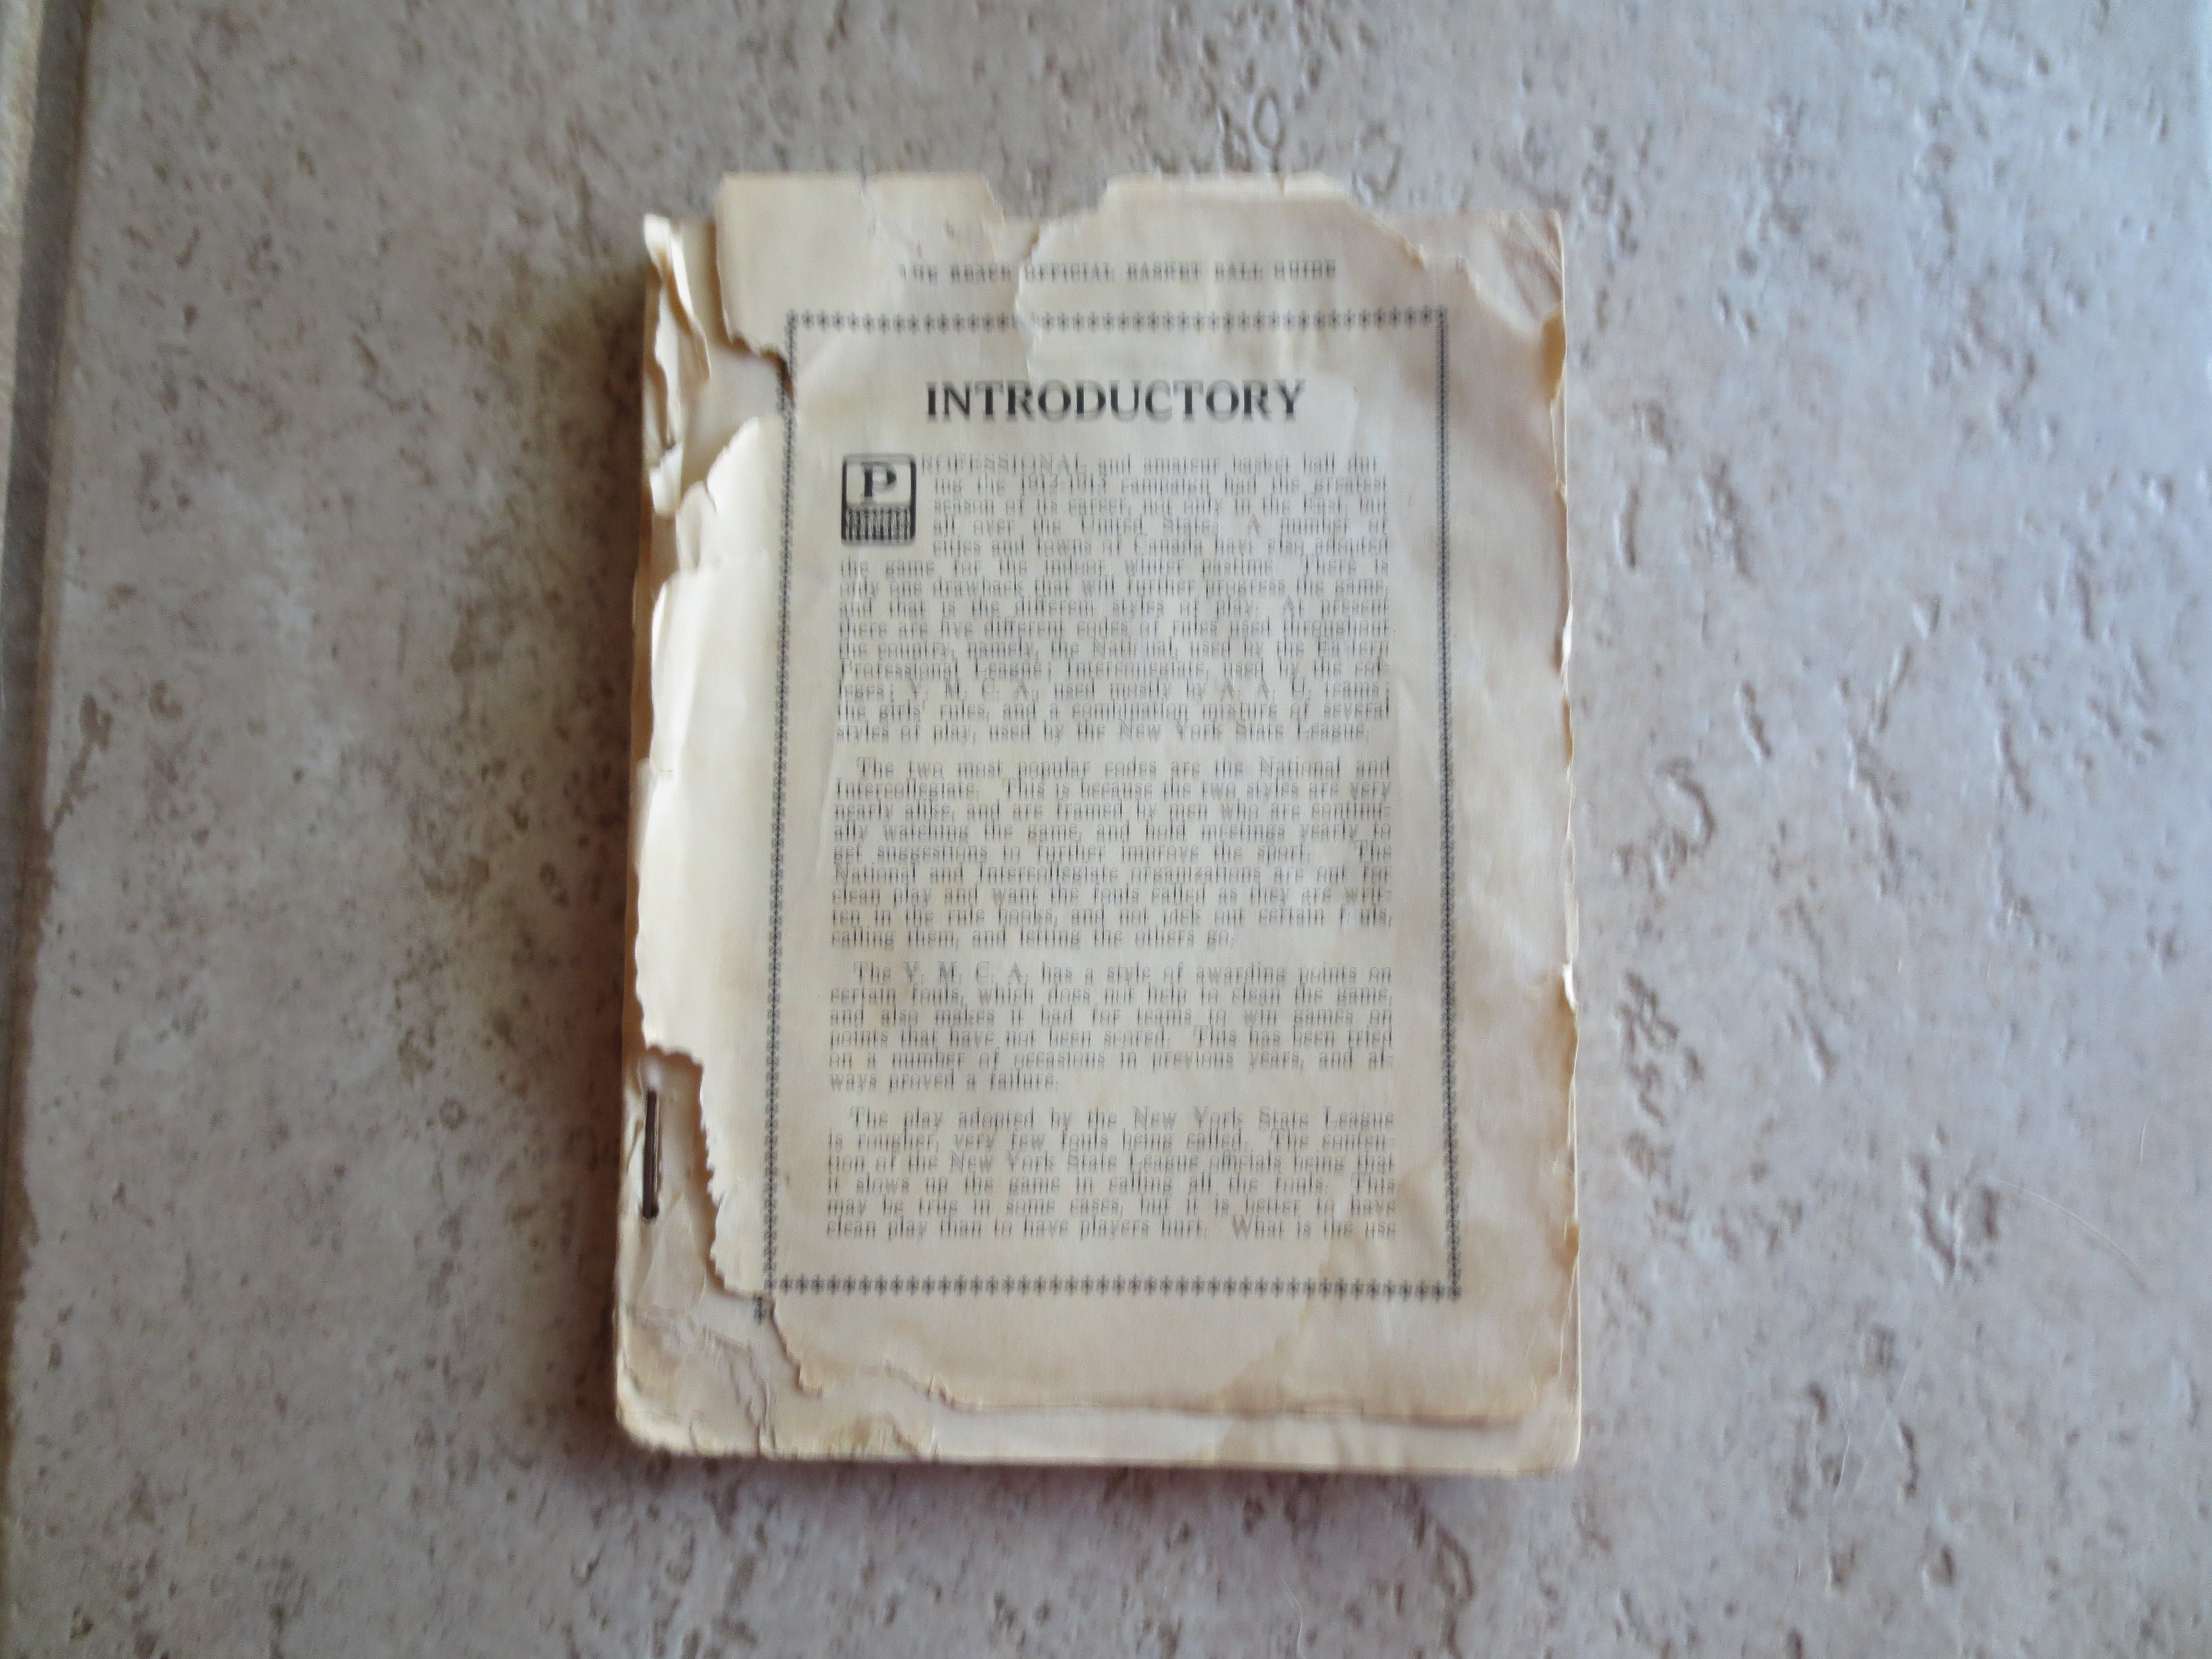 THE REACH OFFICIAL BASKET BALL GUIDE
INTRODUCTORY
PROFESSIONAL and amateur basket ball dur-
ing the 1912-1913 campaign had the greatest
season of its career, not only in the East, but
all over the United States. A number of
cities and towns of Canada have also adopted
the game for the indoor winter pastime. There is
only one drawback that will further progress the game,
and that is the different styles of play. At present
there are five different codes of rules used throughout
the country, namely, the National, used by the Eastern
Professional League; Intercollegiate, used by the col-
leges; Y. M. C. A., used mostly by A. A. U. teams;
the girls' rules, and a combination mixture of several
styles of play, used by the New York State League.
The two most popular codes are the National and
Intercollegiate. This is because the two styles are very
nearly alike, and are framed by men who are continu-
ally watching the game, and hold meetings yearly to
get suggestions to further improve the sport. The
National and Intercollegiate organizations are out for
clean play and want the fouls called as they are writ-
ten in the rule books, and not pick out certain f uls,
calling them, and letting the others go.
The Y. M. C. A. has a style of awarding points on
certain fouls, which does not help to clean the game,
and also makes it bad for teams to win games on
points that have not been scored. This has been tried
on a number of occasions in previous years, and al-
ways proved a failure.
The play adopted by the New York State League
is rougher, very few fouls being called. The conten-
tion of the New York State League officials being that
it slows up the game in calling all the fouls. This
may be true in some cases, but it is better to have
clean play than to have players hurt. What is the use